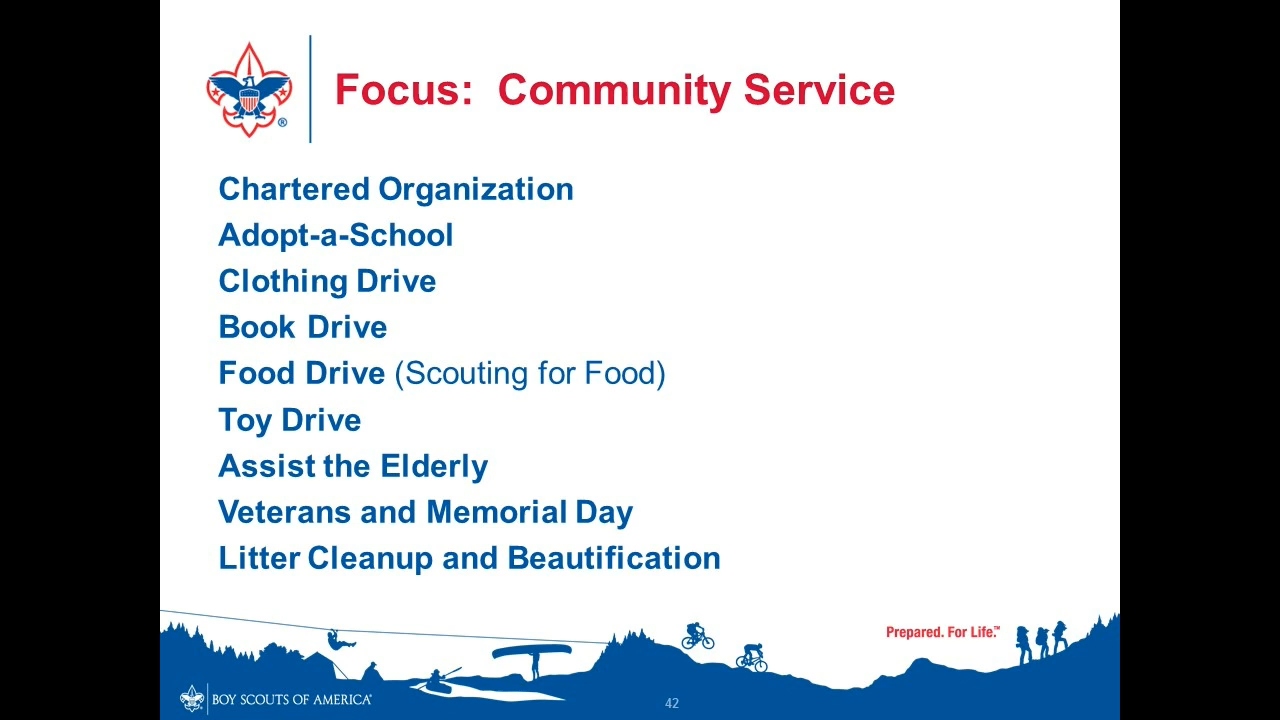 Focus:  Community Service
Chartered Organization
Adopt-a-School
Clothing Drive
Book Drive
Food Drive (Scouting for Food)
Toy Drive
Assist the Elderly
Veterans and Memorial Day
Litter Cleanup and Beautification
Prepared. For Life.™
BOY SCOUTS OF AMERICA®
42